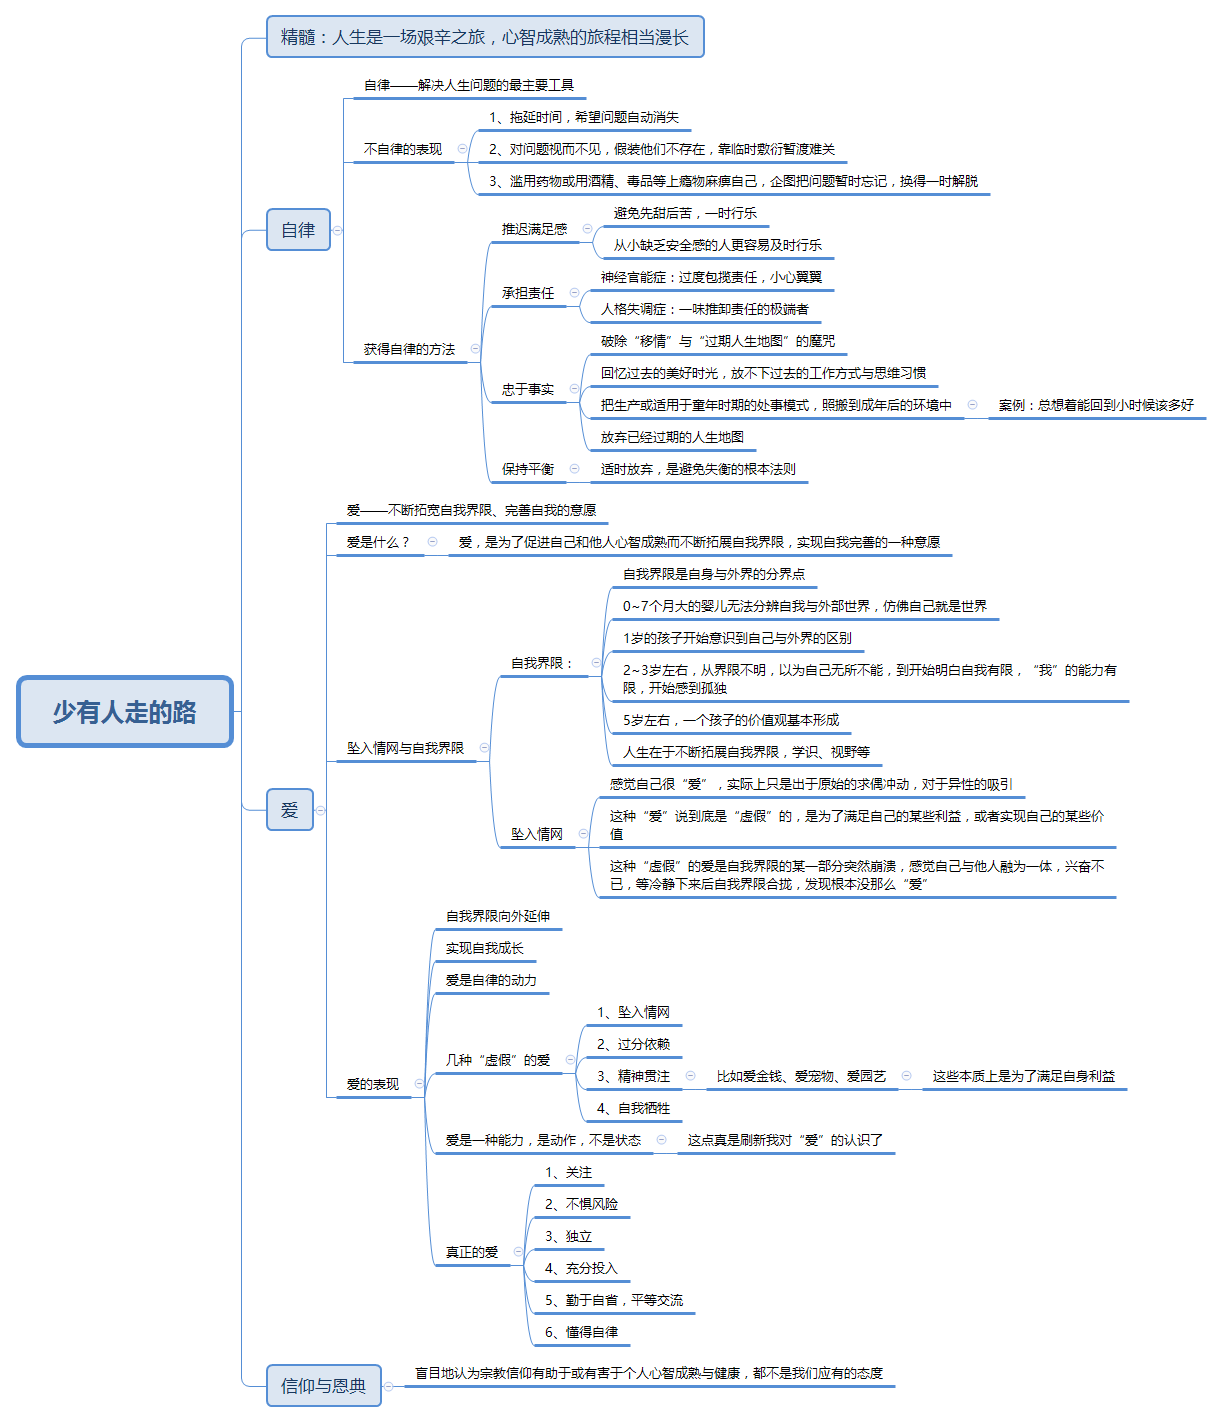 精髓：人生是一场艰辛之旅，心智成熟的旅程相当漫长
自律——解决人生问题的最主要工具
1、拖延时间，希望问题自动消失
不自律的表现
2、对问题视而不见，假装他们不存在，靠临时敷衍暂渡难关
3、滥用药物或用酒精、毒品等上瘾物麻痹自己，企图把问题暂时忘记，换得一时解脱
自律
避免先甜后苦，一时行乐
推迟满足感
从小缺乏安全感的人更容易及时行乐
神经官能症：过度包揽责任，小心翼翼
承担责任
人格失调症：一味推卸责任的极端者
获得自律的方法
破除“移情”与“过期人生地图”的魔咒
回忆过去的美好时光，放不下过去的工作方式与思维习惯
忠于事实
把生产或适用于童年时期的处事模式，照搬到成年后的环境中
案例：总想着能回到小时候该多好
放弃已经过期的人生地图
保持平衡
适时放弃，是避免失衡的根本法则
爱——不断拓宽自我界限、完善自我的意愿
爱是什么？
爱，是为了促进自己和他人心智成熟而不断拓展自我界限，实现自我完善的一种意愿
自我界限是自身与外界的分界点
0~7个月大的婴儿无法分辨自我与外部世界，仿佛自己就是世界
1岁的孩子开始意识到自己与外界的区别
自我界限：
2~3岁左右，从界限不明，以为自己无所不能，到开始明白自我有限，“我”的能力有
限，开始感到孤独
5岁左右，一个孩子的价值观基本形成
人生在于不断拓展自我界限，学识、视野等
少有人走的路
坠入情网与自我界限
感觉自己很“爱”，实际上只是出于原始的求偶冲动，对于异性的吸引
爱
坠入情网
这种“爱”说到底是“虚假”的，是为了满足自己的某些利益，或者实现自己的某些价
值
这种“虚假”的爱是自我界限的某一部分突然崩溃，感觉自己与他人融为一体，兴奋不
已，等冷静下来后自我界限合拢，发现根本没那么“爱”
自我界限向外延伸
实现自我成长
爱是自律的动力
1、坠入情网
几种“虚假”的爱
2、过分依赖
3、精神贯注
比如爱金钱、爱宠物、爱园艺
这些本质上是为了满足自身利益
4、自我牺牲
爱的表现
爱是一种能力，是动作，不是状态
这点真是刷新我对“爱”的认识了
1、关注
2、不惧风险
3、独立
真正的爱
4、充分投入
5、勤于自省，平等交流
6、懂得自律
信仰与恩典
盲目地认为宗教信仰有助于或有害于个人心智成熟与健康，都不是我们应有的态度